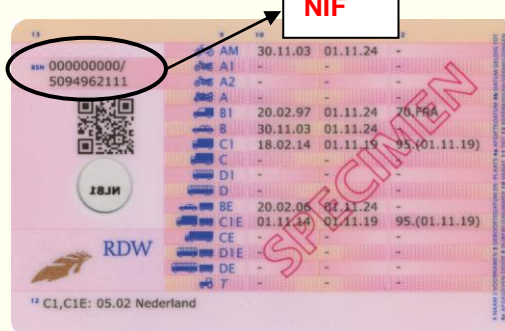 NIF
13 9 10 12
BSN 000000000/
5094962111
AM 30.11.03 01.11.24 -
A1 - - -
A2 - - -
A - - -
B1 20.02.97 01.11.24 70.FRA
B 30.11.03 01.11.24 -
C1 18.02.14 01.11.19 95.(01.11.19)
C - - -
D1 - - -
D - - -
BE 20.02.06 01.11.24 -
C1E 01.11.14 01.11.19 95.(01.11.19)
CE - - -
D1E - - -
DE - - -
T - - -
NL81
RDW
SPECIMEN
12 C1,C1E: 05.02 Nederland